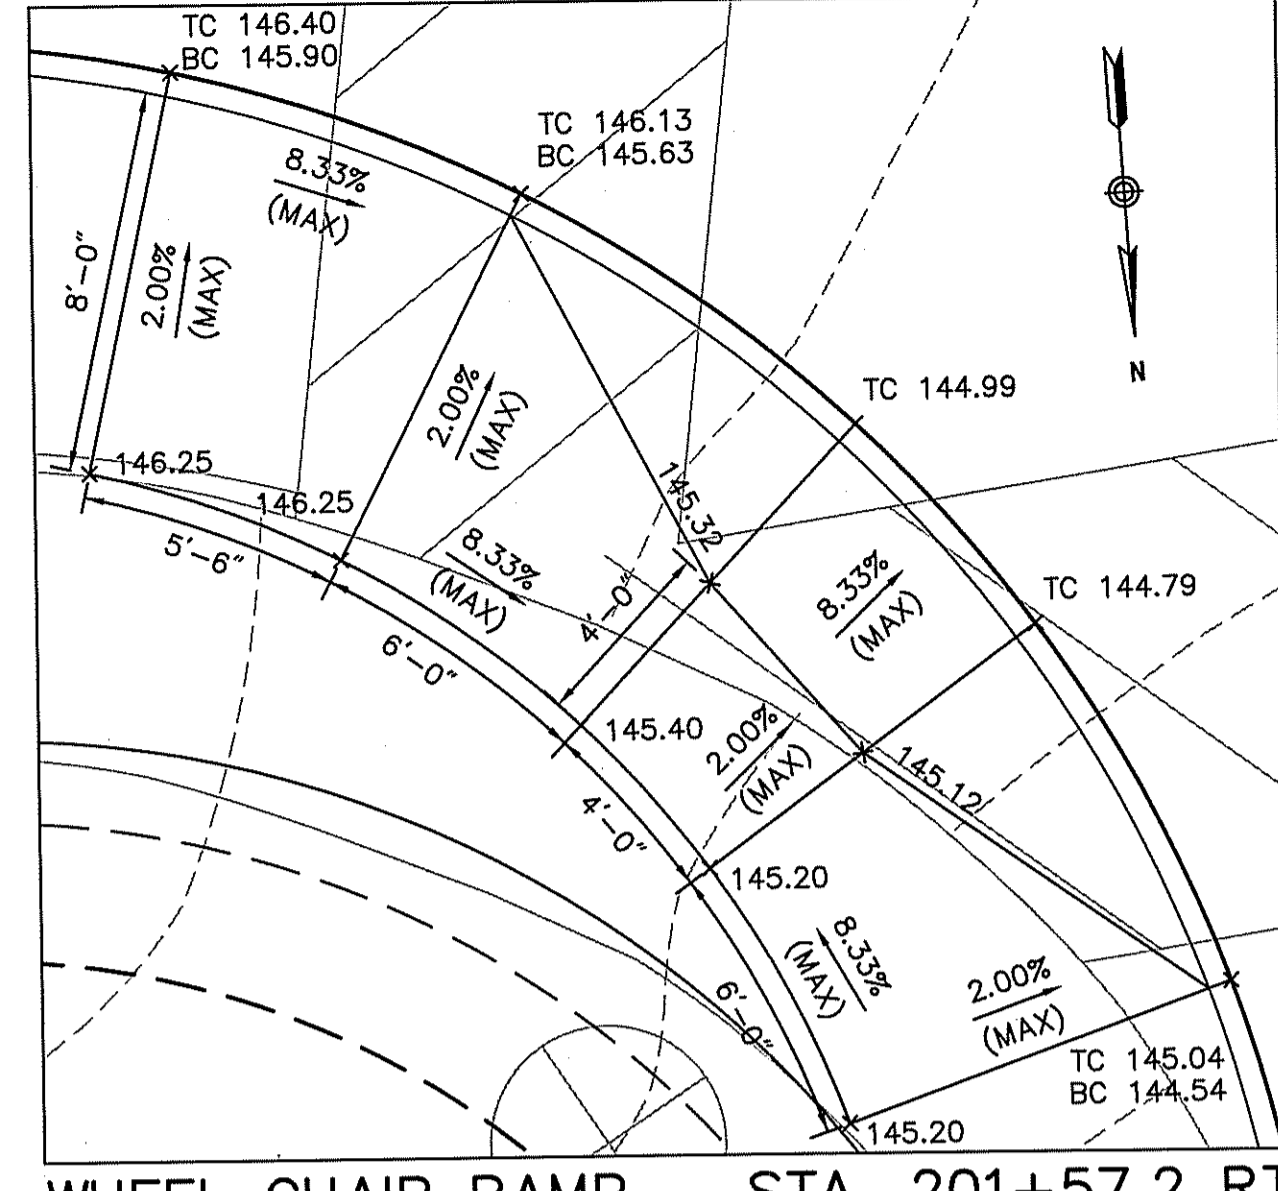 TC 146.40
BC 145.90
TC 146.13
BC 145.63
8.33%
(MAX)
8'-0"
2.00%
(MAX)
N
2.00%
(MAX)
TC 144.99
146.25
146.25
145.32
5'-6"
8.33%
(MAX)
4'-0"
8.33%
(MAX)
TC 144.79
6'-0"
145.40
2.00%
(MAX)
145.12
4'-0"
145.20
8.33%
(MAX)
2.00%
(MAX)
6'-0"
TC 145.04
BC 144.54
145.20
WHEEL CHAIR RAMP STA. 201+57.2 RT